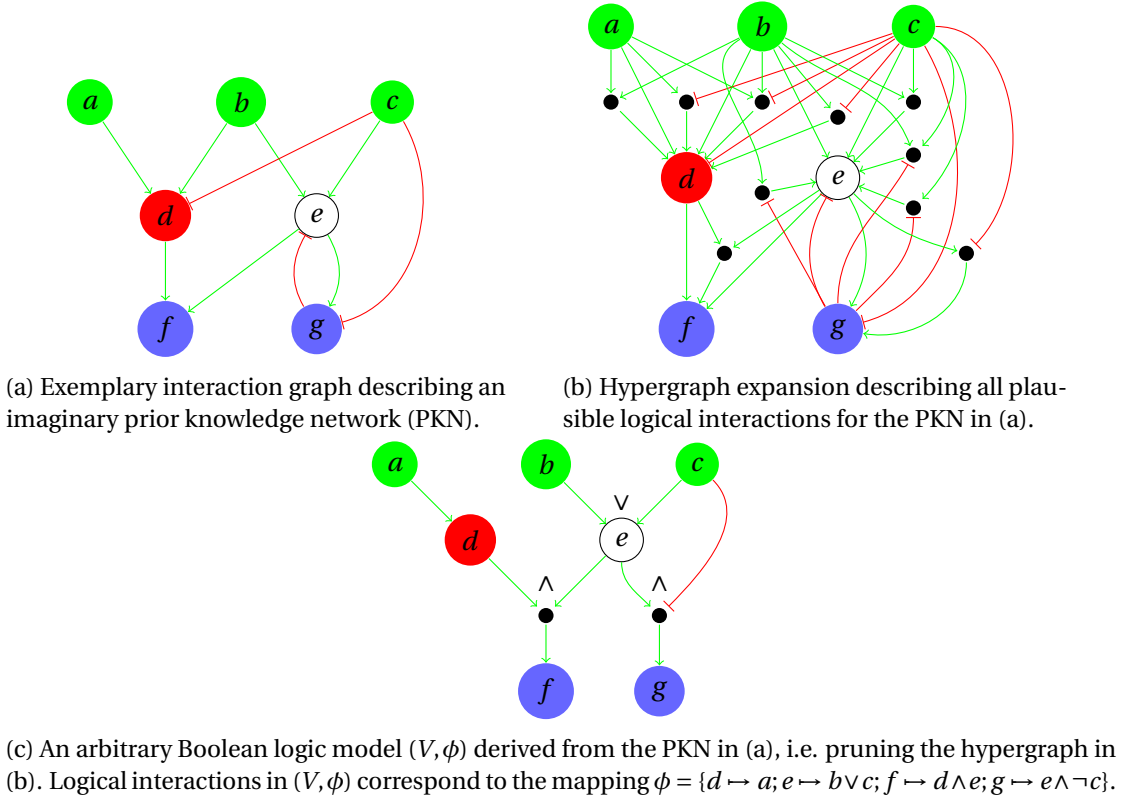 a b c
d e
f g
(a) Exemplary interaction graph describing an
imaginary prior knowledge network (PKN).
a b c
d e
f g
(b) Hypergraph expansion describing all plau-
sible logical interactions for the PKN in (a).
a b c
∨
d e
∧ ∧
f g
(c) An arbitrary Boolean logic model (V,ϕ) derived from the PKN in (a), i.e. pruning the hypergraph in
(b). Logical interactions in (V,ϕ) correspond to the mapping ϕ = {d ↦ a; e ↦ b∨c; f ↦ d∧e; g ↦ e∧¬c}.